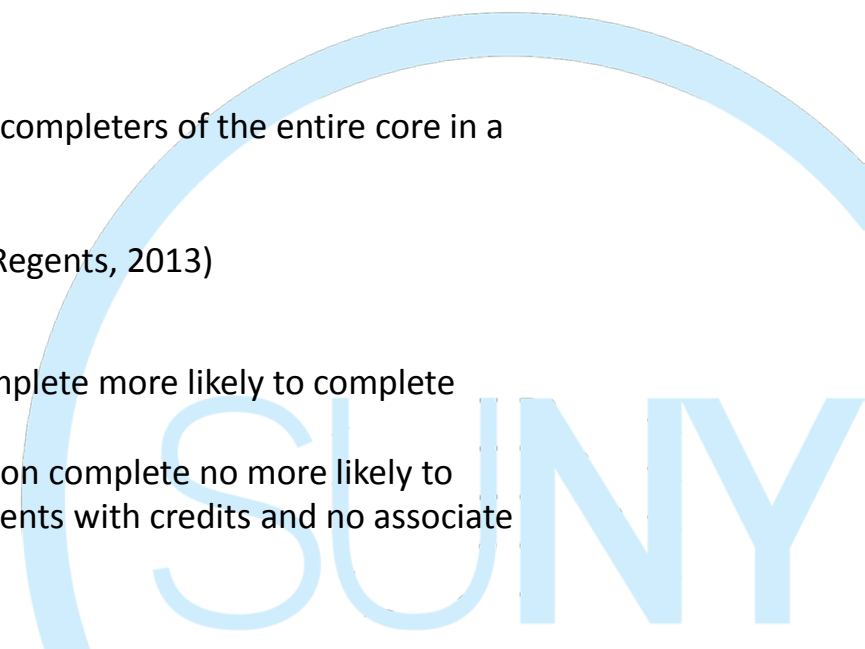 completers of the entire core in a
Regents, 2013)
mplete more likely to complete
on complete no more likely to
ents with credits and no associate
SUNY